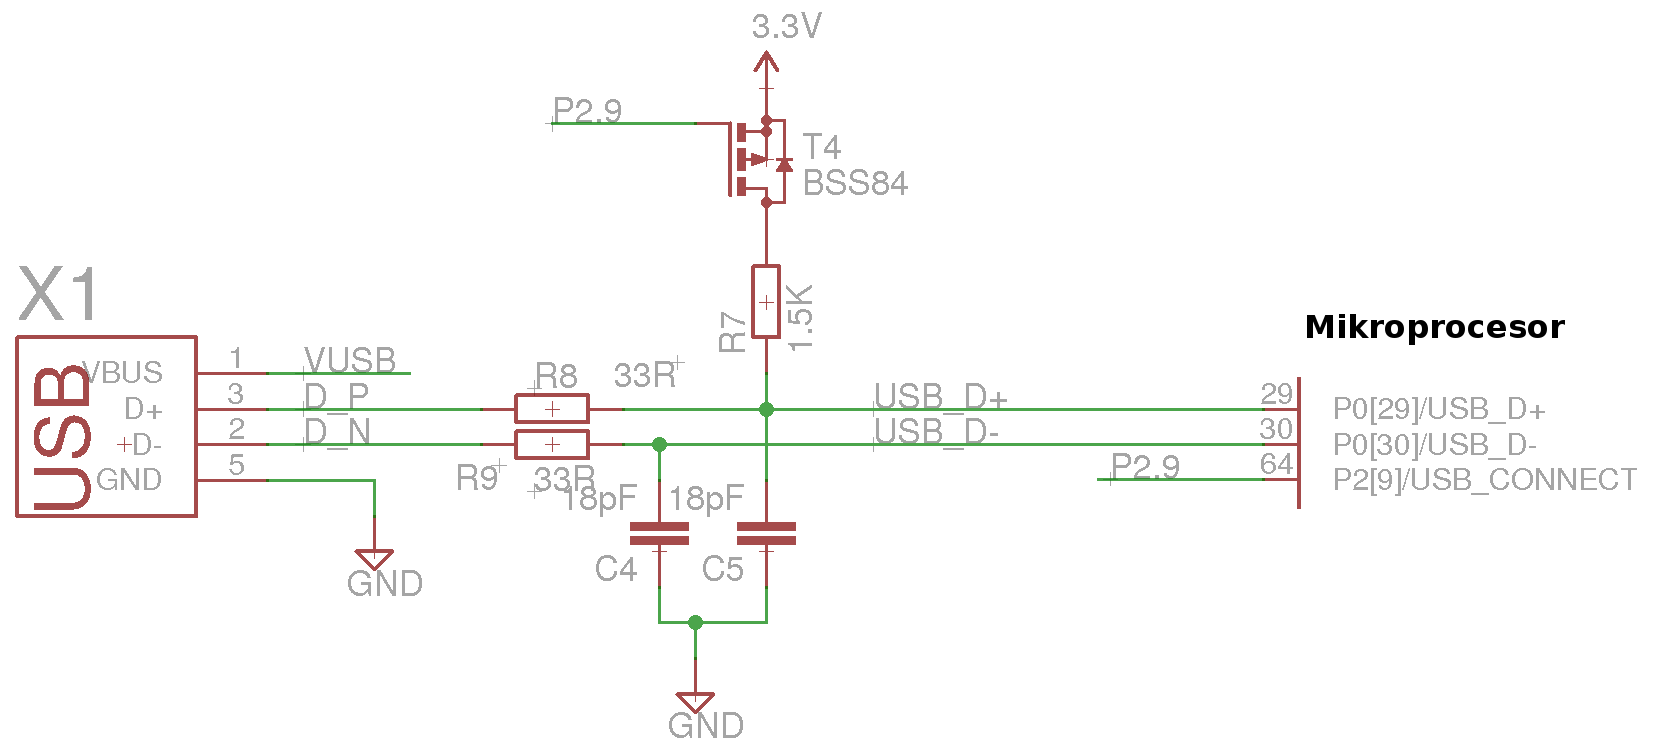 3.3V
P2.9
T4
BSS84
X1
R7
1.5K
Mikroprocesor
USB
VBUS
1
VUSB
R8
33R
D+
3
D_P
USB_D+
29
P0[29]/USB_D+
D-
2
D_N
USB_D-
30
P0[30]/USB_D-
GND
5
R9
33R
P2.9
64
P2[9]/USB_CONNECT
18pF
18pF
C4
C5
GND
GND